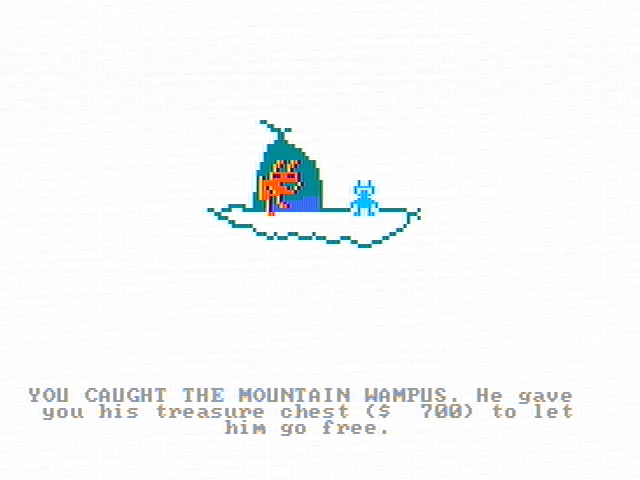 YOU CAUGHT THE MOUNTAIN WAMPUS. He gave
you his treasure chest ($  700) to let
him go free.